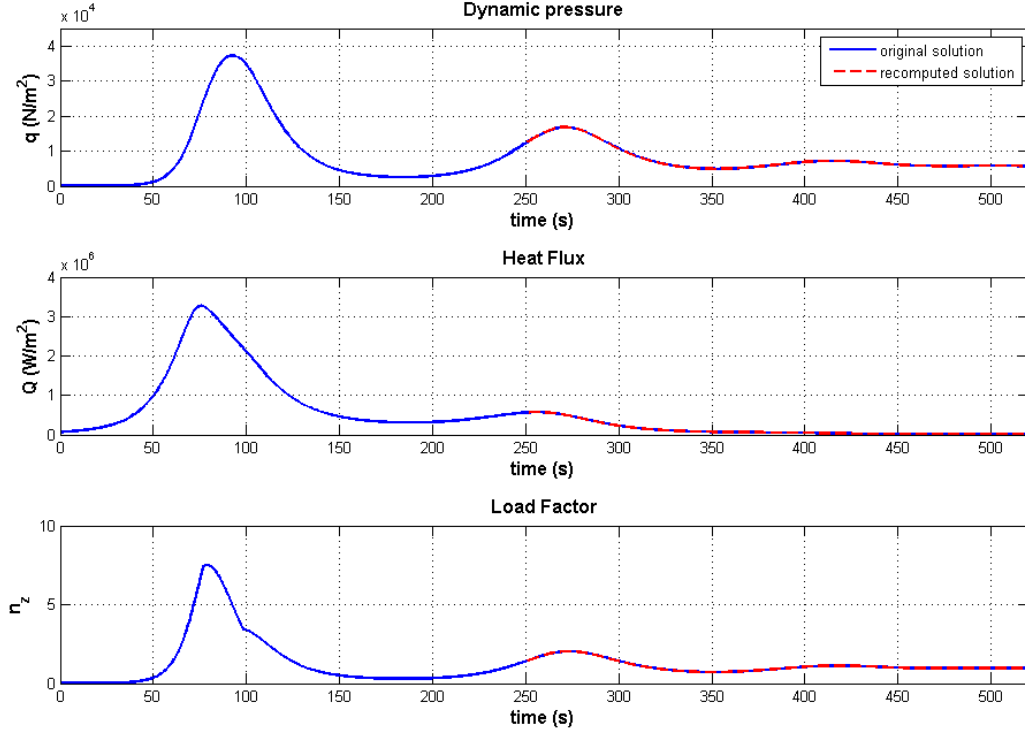 Dynamic pressure
x 10^4
4
3
2
1
0
q (N/m^2)
original solution
recomputed solution
0 50 100 150 200 250 300 350 400 450 500
time (s)
Heat Flux
x 10^6
4
3
2
1
0
Q (W/m^2)
0 50 100 150 200 250 300 350 400 450 500
time (s)
Load Factor
10
5
0
n_z
0 50 100 150 200 250 300 350 400 450 500
time (s)